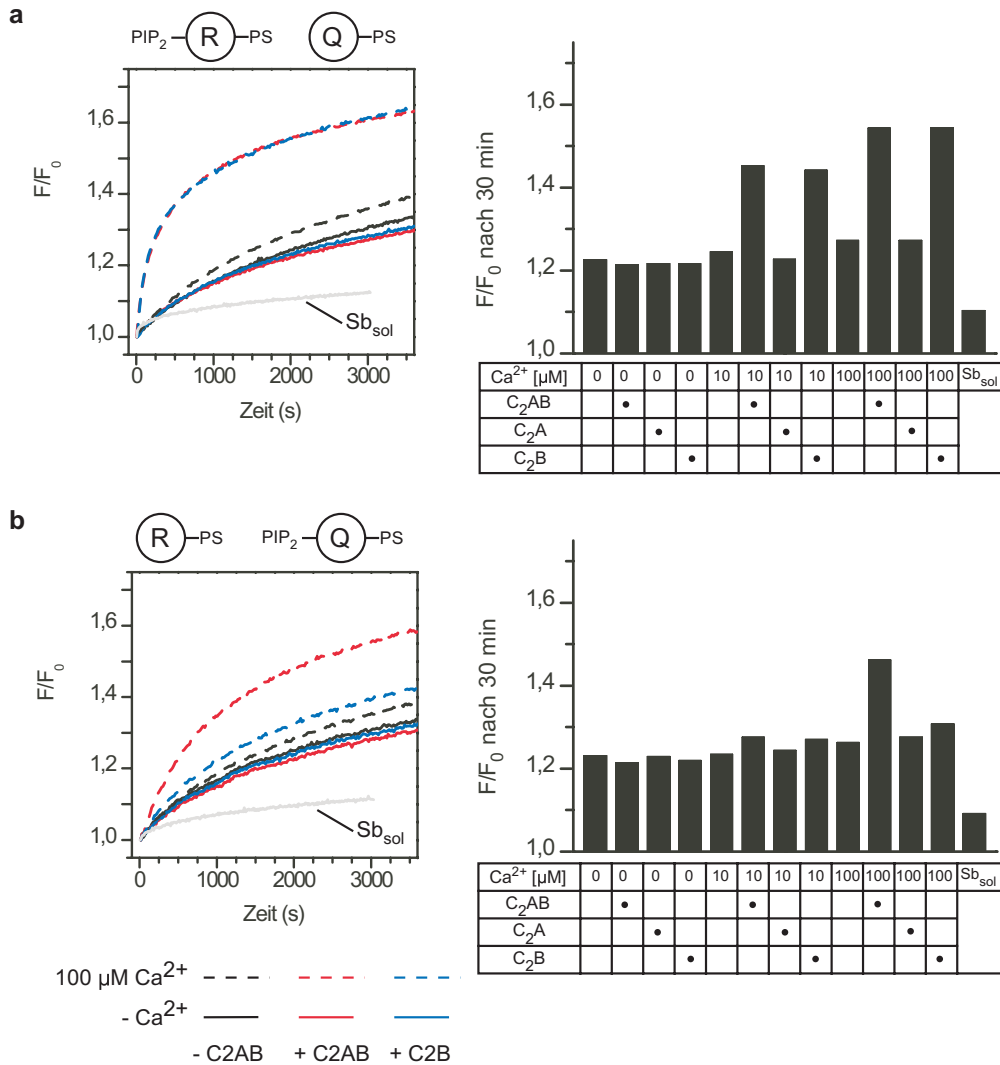 a
PIP2 R PS Q PS
F/F0
1,6
1,4
1,2
1,0
Sbsol
0 1000 2000 3000
Zeit (s)
F/F0 nach 30 min
1,6
1,4
1,2
1,0
Ca2+ [µM] 0 0 0 0 10 10 10 10 100 100 100 100 Sbsol
C2AB • • •
C2A • • •
C2B • • •
b
R PS PIP2 Q PS
F/F0
1,6
1,4
1,2
1,0
Sbsol
0 1000 2000 3000
Zeit (s)
F/F0 nach 30 min
1,6
1,4
1,2
1,0
Ca2+ [µM] 0 0 0 0 10 10 10 10 100 100 100 100 Sbsol
C2AB • • •
C2A • • •
C2B • • •
100 µM Ca2+
- Ca2+
- C2AB + C2AB + C2B